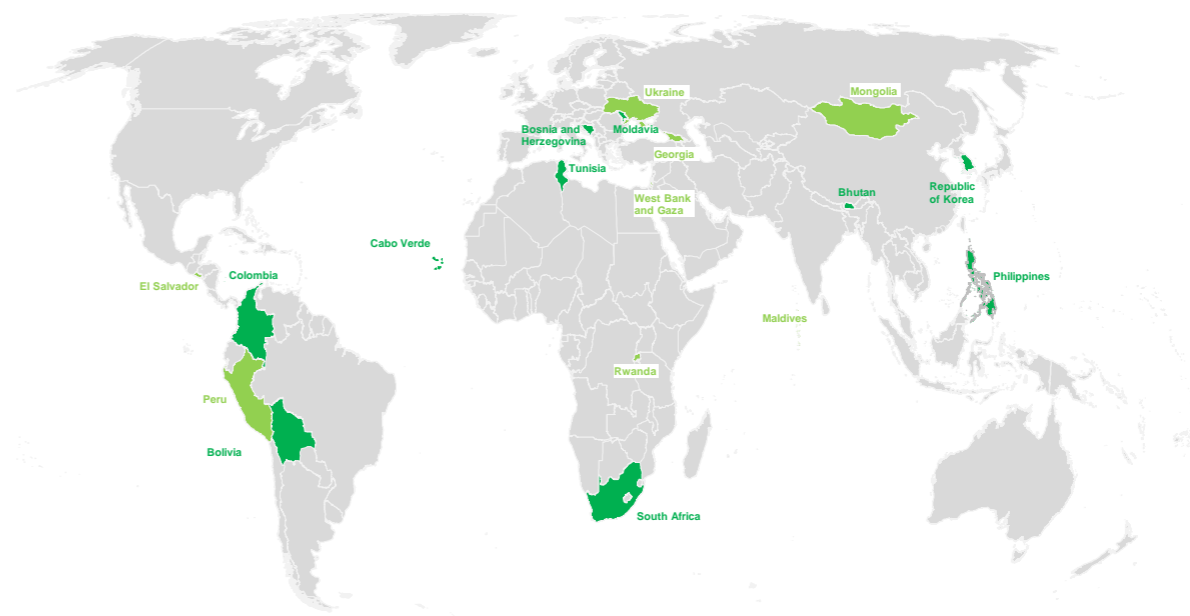 Ukraine
Mongolia
Bosnia and
Herzegovina
Moldavia
Georgia
Tunisia
West Bank
and Gaza
Bhutan
Republic
of Korea
Cabo Verde
Colombia
El Salvador
Philippines
Maldives
Rwanda
Peru
Bolivia
South Africa